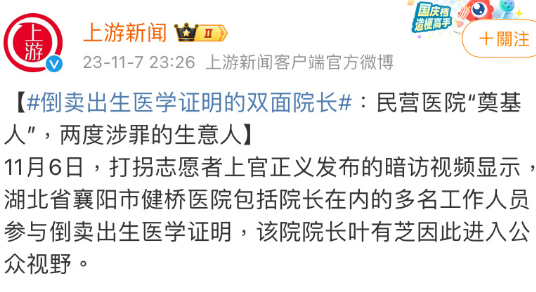 上游
上游新闻
II
国庆档
造梗高手
+關注
23-11-7 23:26 上游新闻客户端官方微博
【#倒卖出生医学证明的双面院长#：民营医院“奠基
人”，两度涉罪的生意人】
11月6日，打拐志愿者上官正义发布的暗访视频显示，
湖北省襄阳市健桥医院包括院长在内的多名工作人员
参与倒卖出生医学证明，该院院长叶有芝因此进入公
众视野。